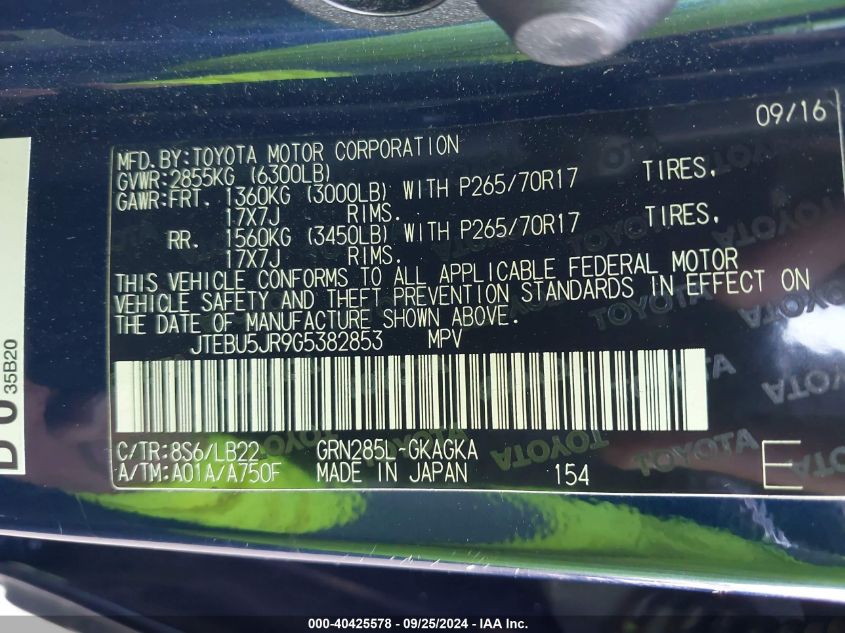 09/16
MFD.BY:TOYOTA MOTOR CORPORATION
GVWR:2855KG (6300LB)
GAWR:FRT. 1360KG (3000LB) WITH P265/70R17 TIRES,
17X7J RIMS.
RR. 1560KG (3450LB) WITH P265/70R17 TIRES,
17X7J RIMS.
THIS VEHICLE CONFORMS TO ALL APPLICABLE FEDERAL MOTOR
VEHICLE SAFETY AND THEFT PREVENTION STANDARDS IN EFFECT ON
THE DATE OF MANUFACTURE SHOWN ABOVE.
JTEBU5JR9G5382853 MPV
C/TR:8S6/LB22 GRN285L-GKAGKA
A/TM:A01A/A750F MADE IN JAPAN 154 E
35B20
TOYOTA
TOYOTA
TOYOTA
000-40425578 - 09/25/2024 - IAA Inc.